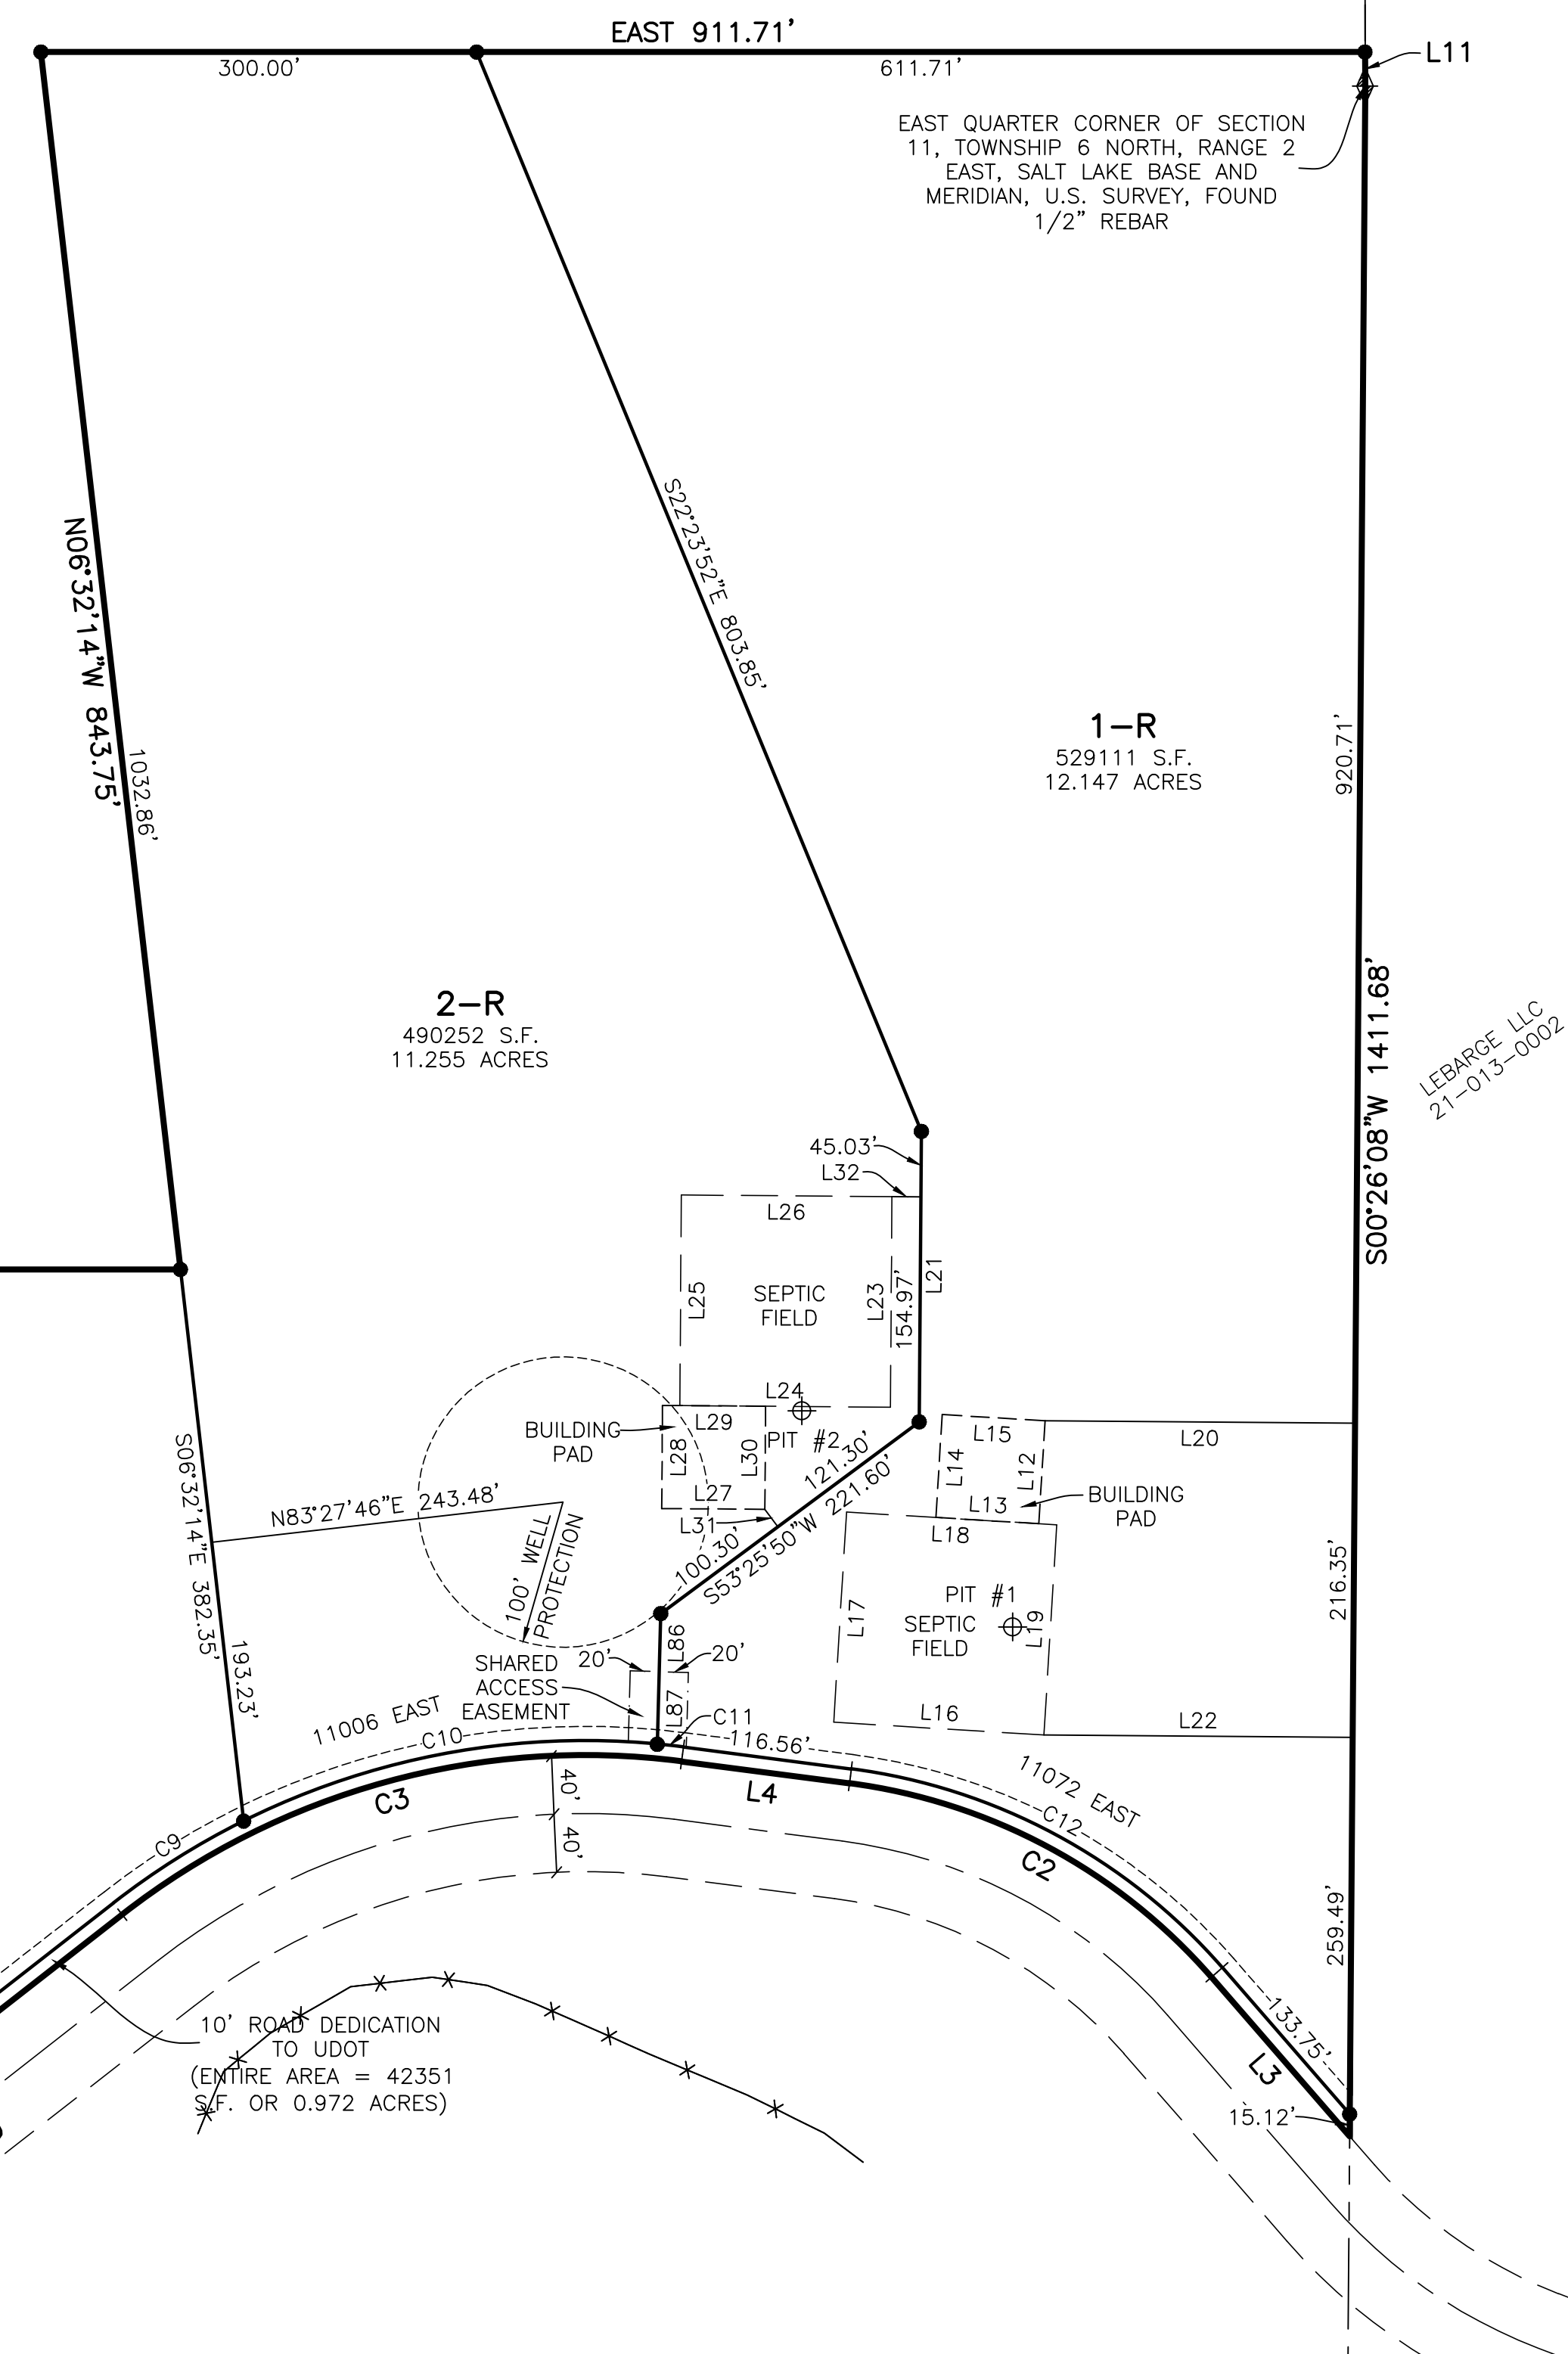 EAST 911.71'
300.00'
611.71'
L11
EAST QUARTER CORNER OF SECTION
11, TOWNSHIP 6 NORTH, RANGE 2
EAST, SALT LAKE BASE AND
MERIDIAN, U.S. SURVEY, FOUND
1/2" REBAR
N06°32'14"W 843.75'
1032.86'
S22°23'52"E 803.85'
1-R
529111 S.F.
12.147 ACRES
920.71'
S00°26'08"W 1411.68'
LEBARGE LLC
21-013-0002
2-R
490252 S.F.
11.255 ACRES
45.03'
L32
L26
L25
SEPTIC
FIELD
L23
154.97'
L21
L24
BUILDING
PAD
L29
L28
L30
L27
L31
PIT #2
121.30'
221.60'
100.30'
S53°25'50"W
L15
L14
L12
L13
L20
BUILDING
PAD
L18
L17
PIT #1
SEPTIC
FIELD
L19
L16
L22
216.35'
S06°32'14"E 382.35'
N83°27'46"E 243.48'
100' WELL
PROTECTION
193.23'
SHARED
ACCESS
EASEMENT
20'
20'
L86
L87
C11
116.56'
11006 EAST
C10
C9
C3
40'
40'
L4
11072 EAST
C12
C2
259.49'
133.75'
L3
15.12'
10' ROAD DEDICATION
TO UDOT
(ENTIRE AREA = 42351
S.F. OR 0.972 ACRES)